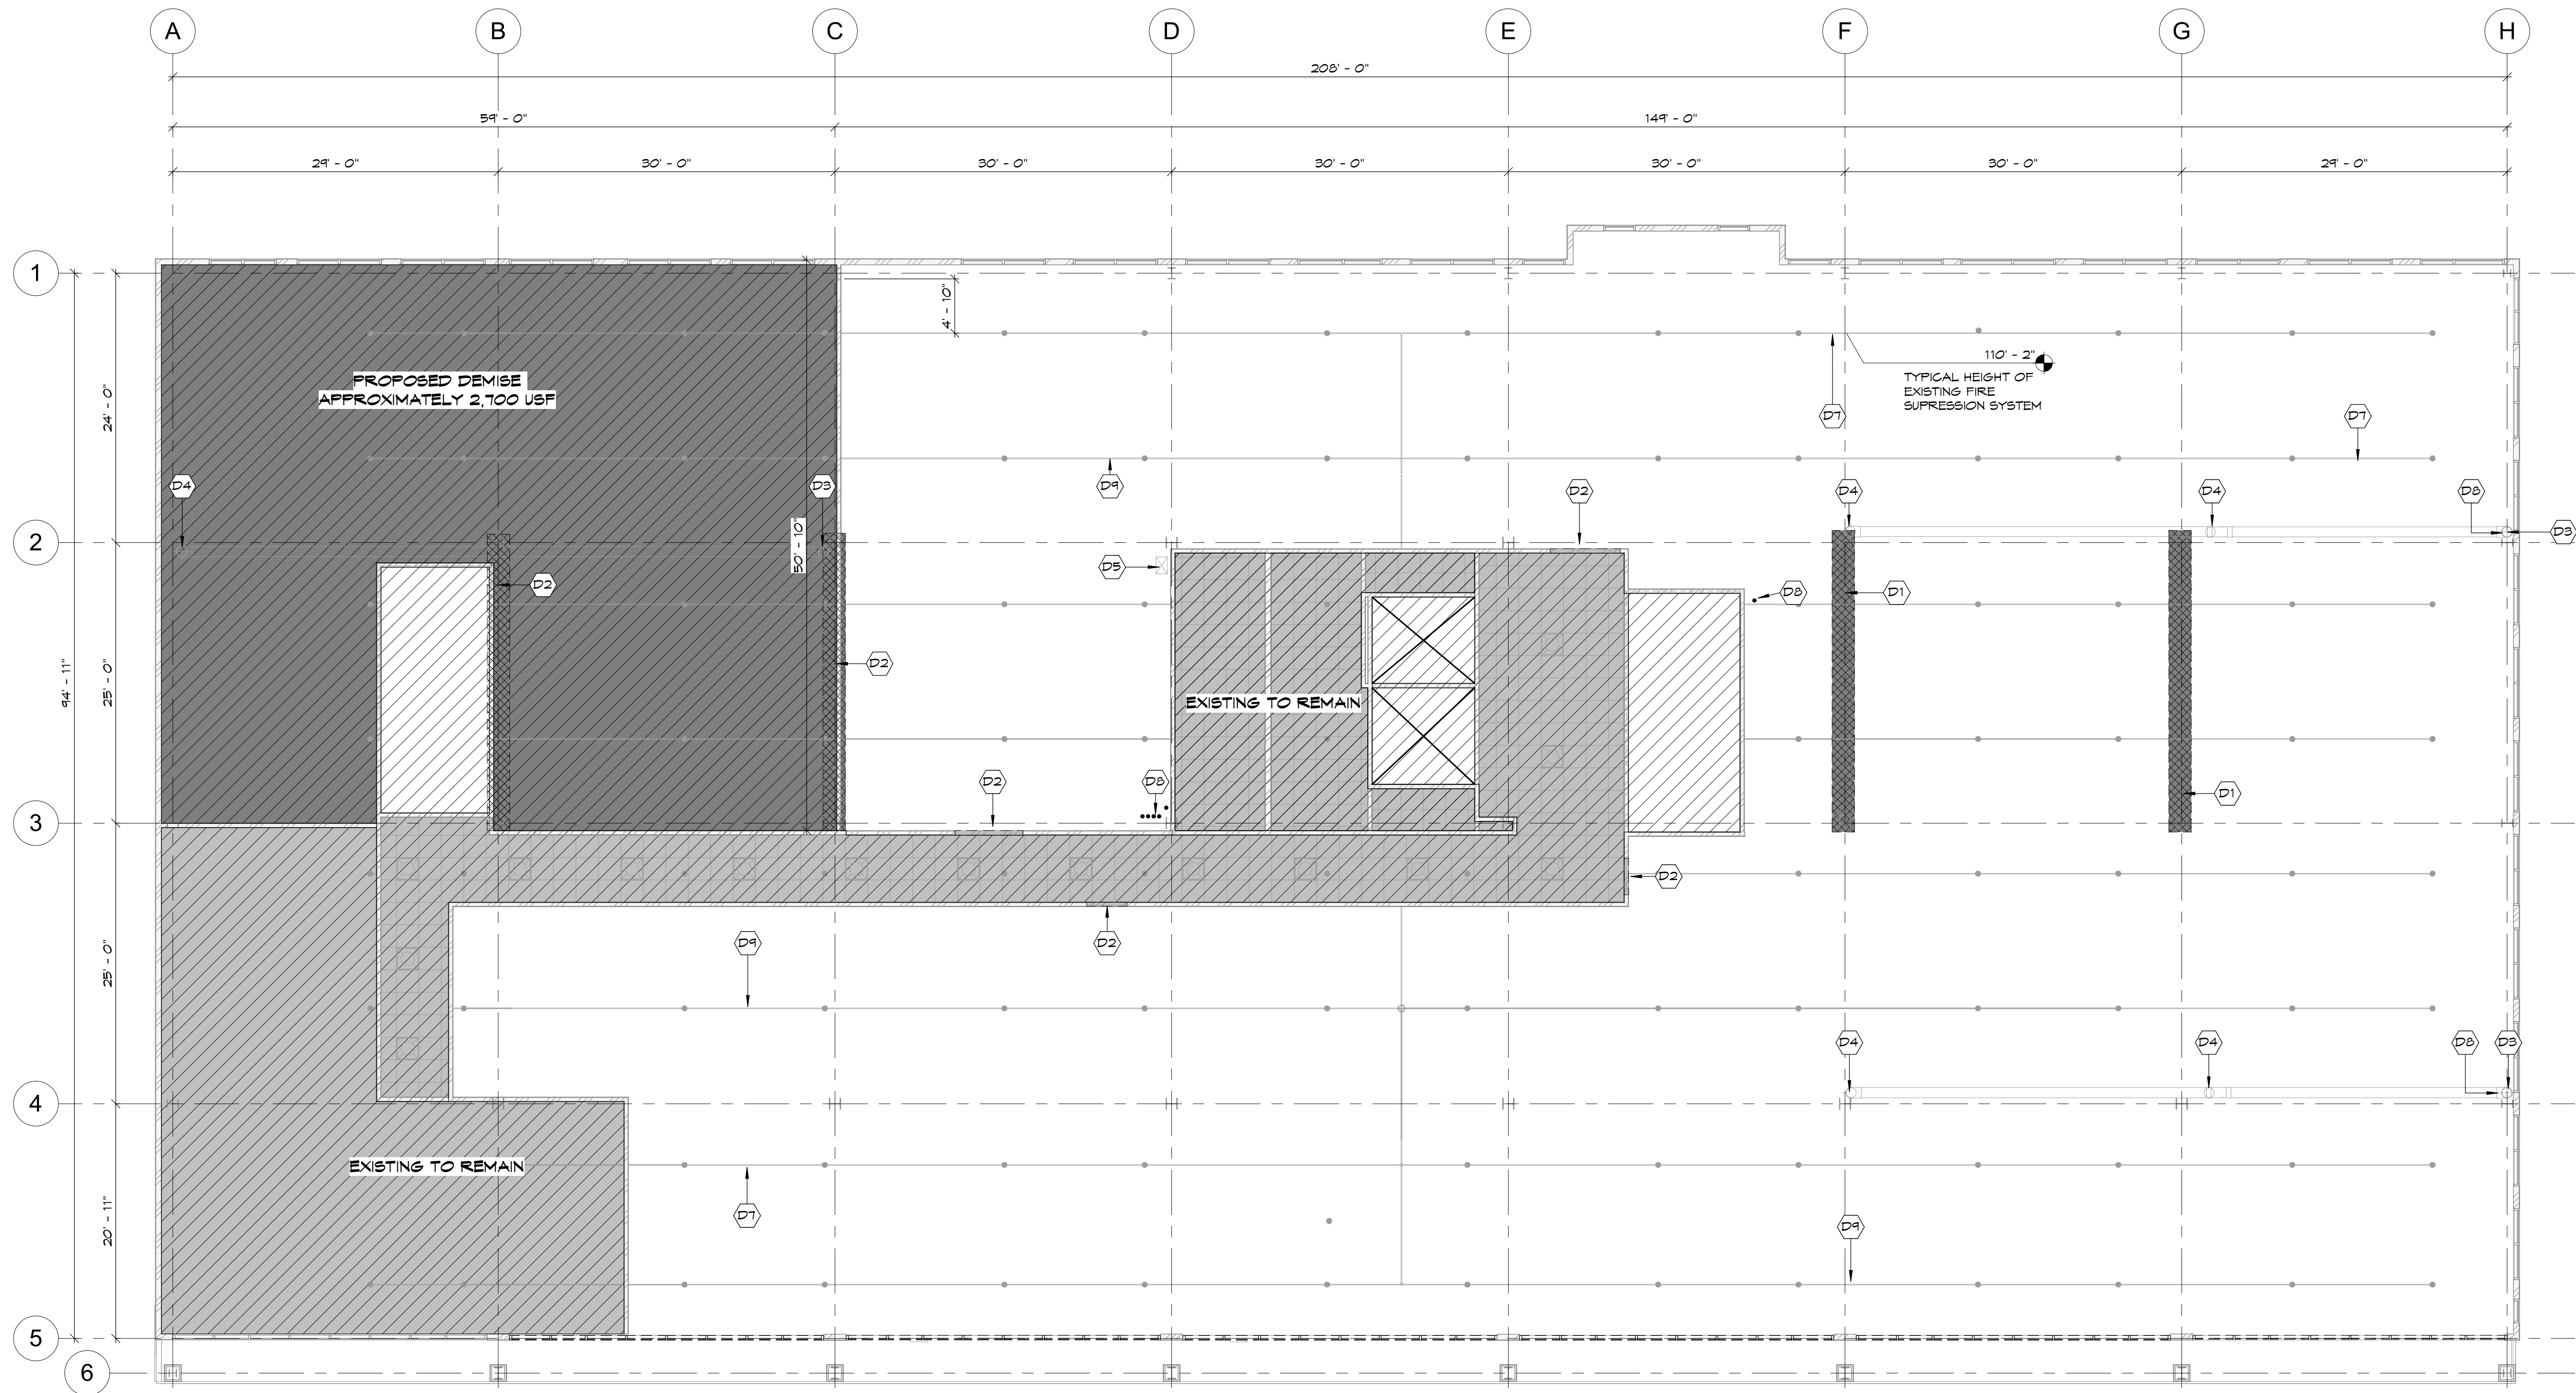 A B C D E F G H
208' - 0"
59' - 0" 149' - 0"
29' - 0" 30' - 0" 30' - 0" 30' - 0" 30' - 0" 30' - 0" 29' - 0"
1
4' - 10"
110' - 2"
PROPOSED DEMISE
APPROXIMATELY 2,700 USF
TYPICAL HEIGHT OF
EXISTING FIRE
SUPRESSION SYSTEM
24' - 0"
D7 D7
D4 D3 D9 D2 D4 D4 D8
2
50' - 10"
D3
D5
D2 D8 D1
94' - 11"
25' - 0"
D2
EXISTING TO REMAIN
D2 D8 D1
3
D2
D9 D2
25' - 0"
D4 D4 D8 D3
4
EXISTING TO REMAIN
20' - 11"
D7 D9
5
6